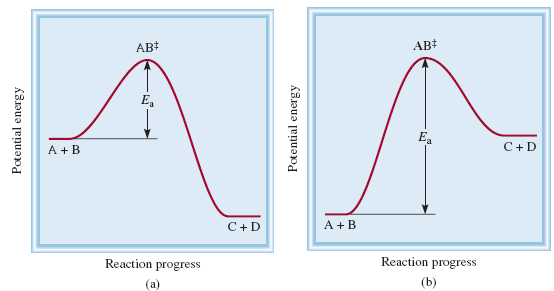 Potential energy
AB‡
Ea
A + B
C + D
Reaction progress
(a)
Potential energy
AB‡
Ea
C + D
A + B
Reaction progress
(b)